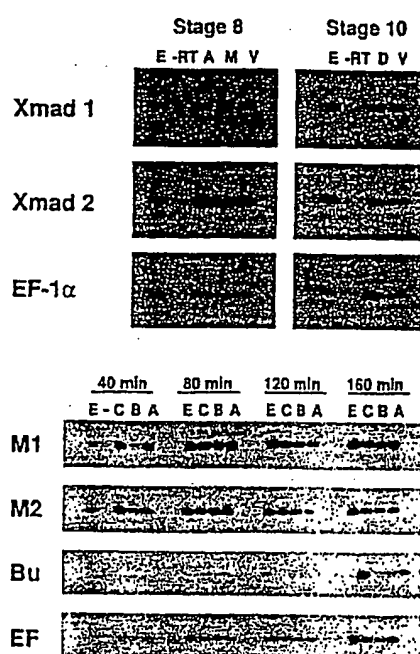 Stage 8 Stage 10
E -RT A M V E -RT D V
Xmad 1
Xmad 2
EF-1α
40 min 80 min 120 min 160 min
E - C B A E C B A E C B A E C B A
M1
M2
Bu
EF